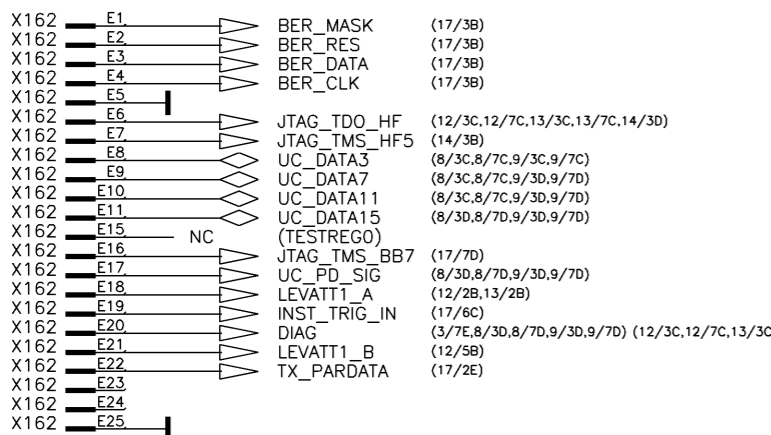 X162 E1 BER_MASK (17/3B)
X162 E2 BER_RES (17/3B)
X162 E3 BER_DATA (17/3B)
X162 E4 BER_CLK (17/3B)
X162 E5
X162 E6 JTAG_TDO_HF (12/3C,12/7C,13/3C,13/7C,14/3D)
X162 E7 JTAG_TMS_HF5 (14/3B)
X162 E8 UC_DATA3 (8/3C,8/7C,9/3C,9/7C)
X162 E9 UC_DATA7 (8/3C,8/7C,9/3D,9/7D)
X162 E10 UC_DATA11 (8/3C,8/7C,9/3D,9/7D)
X162 E11 UC_DATA15 (8/3D,8/7D,9/3D,9/7D)
X162 E15 NC (TESTREG0)
X162 E16 JTAG_TMS_BB7 (17/7D)
X162 E17 UC_PD_SIG (8/3D,8/7D,9/3D,9/7D)
X162 E18 LEVATT1_A (12/2B,13/2B)
X162 E19 INST_TRIG_IN (17/6C)
X162 E20 DIAG (3/7E,8/3D,8/7D,9/3D,9/7D) (12/3C,12/7C,13/3C
X162 E21 LEVATT1_B (12/5B)
X162 E22 TX_PARDATA (17/2E)
X162 E23
X162 E24
X162 E25